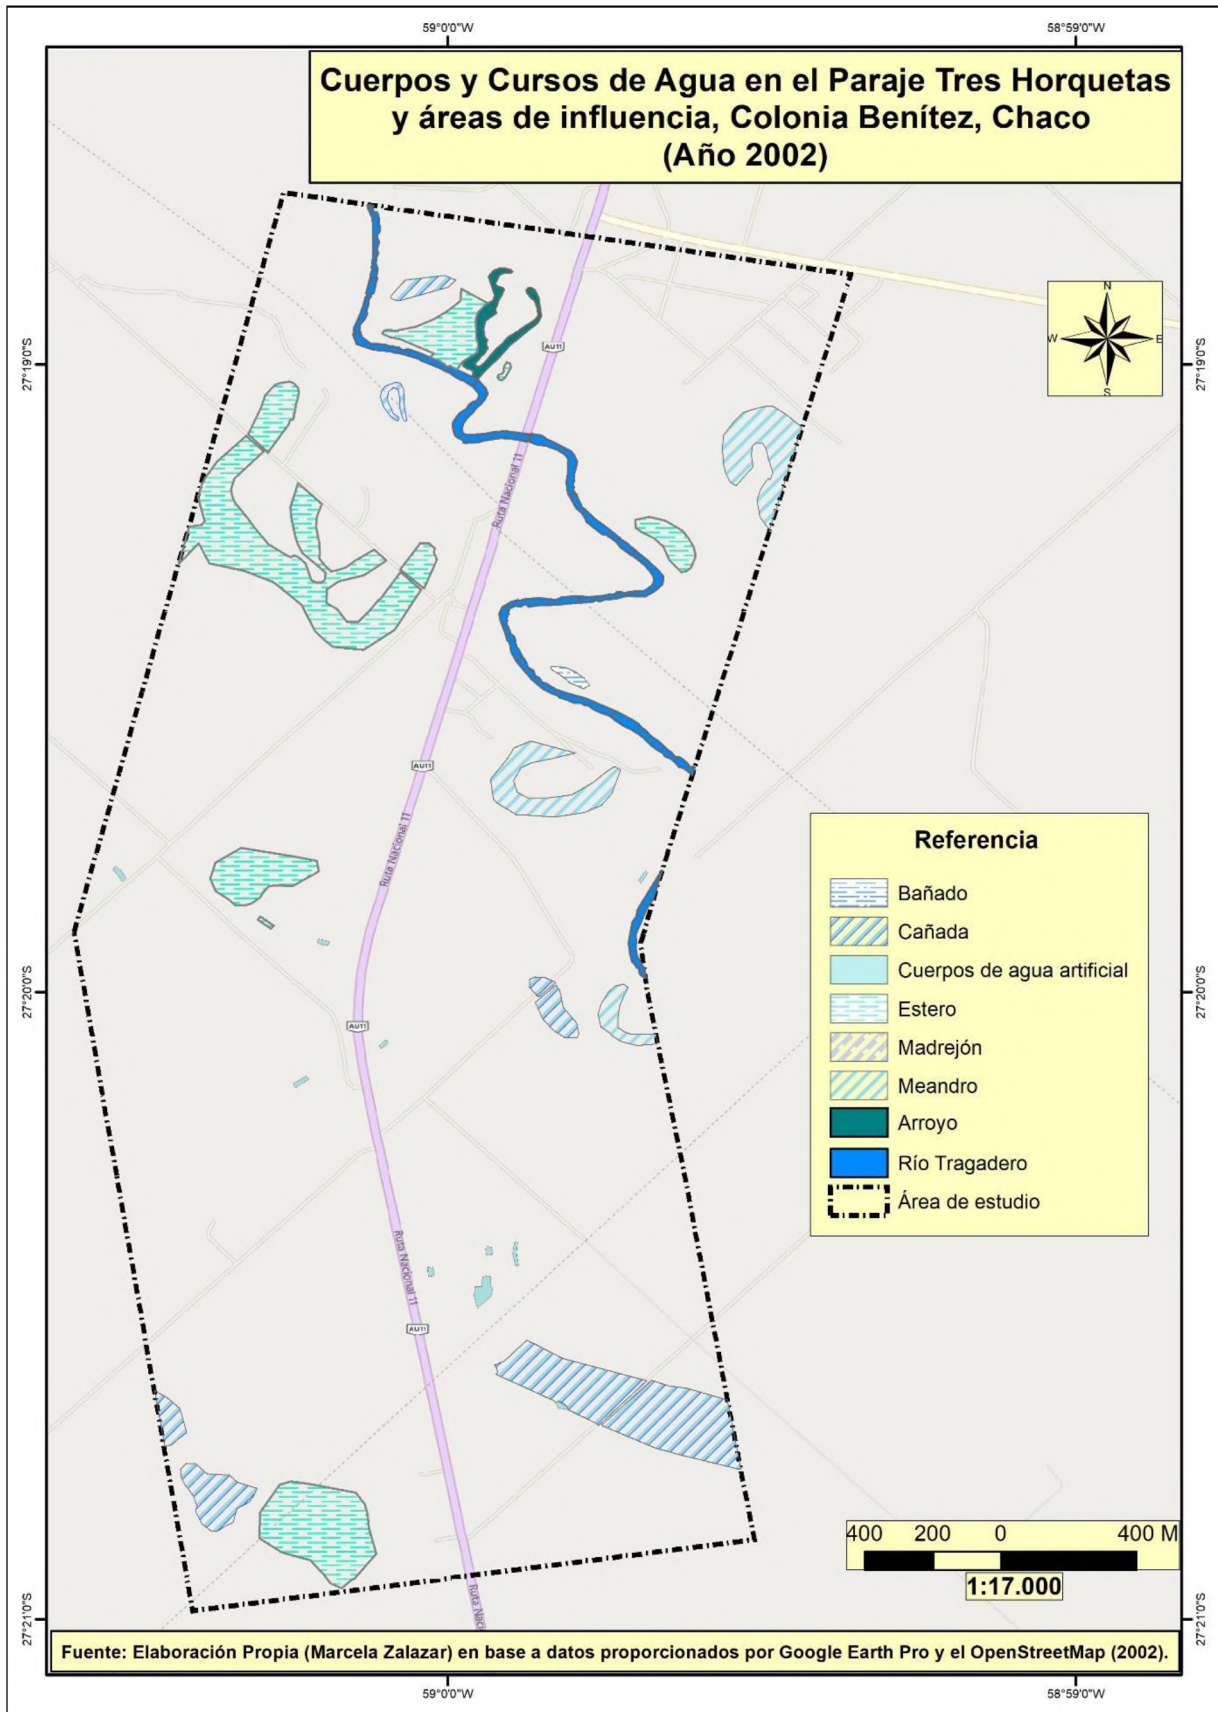 59°0'0"W
58°59'0"W
Cuerpos y Cursos de Agua en el Paraje Tres Horquetas
y áreas de influencia, Colonia Benítez, Chaco
(Año 2002)
N
W
E
S
27°19'0"S
27°19'0"S
AU11
Ruta Nacional 11
AU11
Ruta Nacional 11
Referencia
Bañado
Cañada
Cuerpos de agua artificial
Estero
Madrejón
Meandro
Arroyo
Río Tragadero
Área de estudio
27°20'0"S
27°20'0"S
AU11
Ruta Nacional 11
AU11
400
200
0
400 M
1:17.000
27°21'0"S
27°21'0"S
Ruta Naci
Fuente: Elaboración Propia (Marcela Zalazar) en base a datos proporcionados por Google Earth Pro y el OpenStreetMap (2002).
59°0'0"W
58°59'0"W